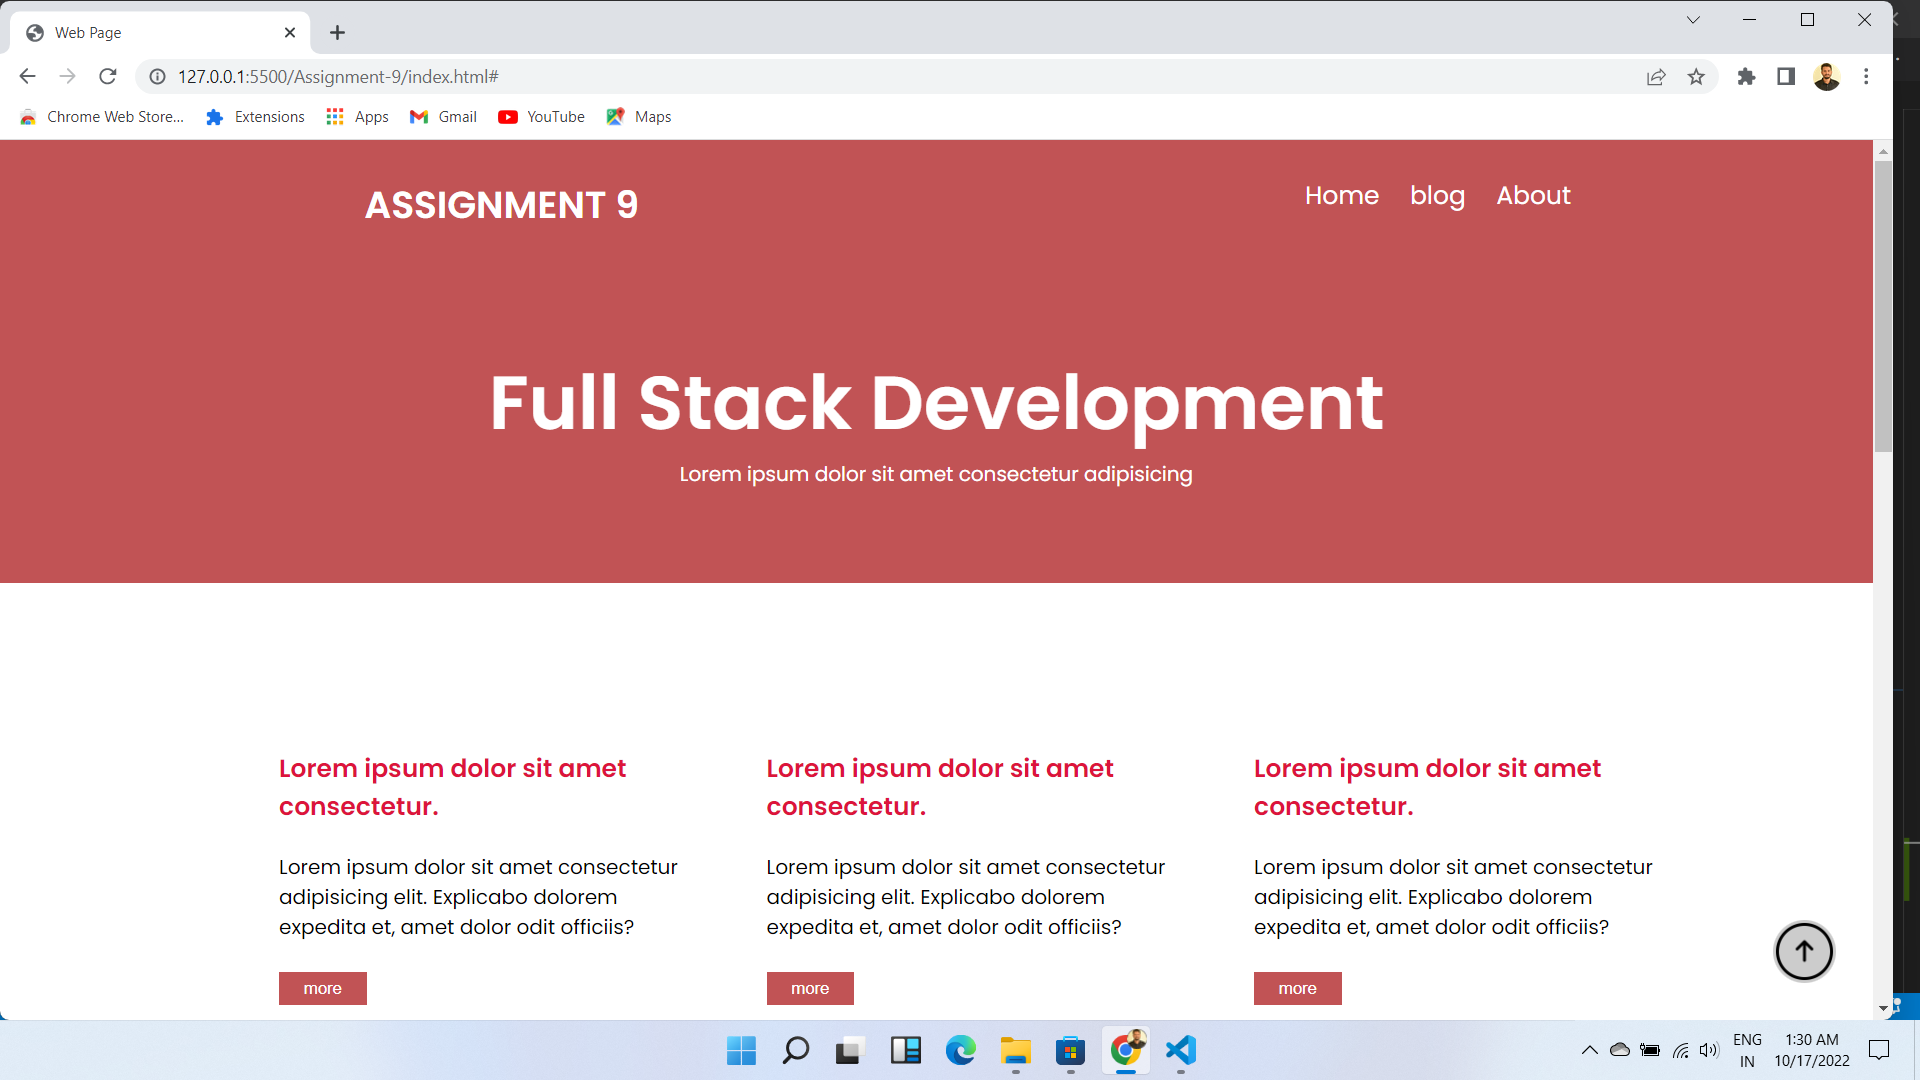 Web Page
127.0.0.1:5500/Assignment-9/index.html#
Chrome Web Store... Extensions Apps Gmail YouTube Maps
ASSIGNMENT 9
Home blog About
Full Stack Development
Lorem ipsum dolor sit amet consectetur adipisicing
Lorem ipsum dolor sit amet
consectetur.
Lorem ipsum dolor sit amet consectetur
adipisicing elit. Explicabo dolorem
expedita et, amet dolor odit officiis?
more
Lorem ipsum dolor sit amet
consectetur.
Lorem ipsum dolor sit amet consectetur
adipisicing elit. Explicabo dolorem
expedita et, amet dolor odit officiis?
more
Lorem ipsum dolor sit amet
consectetur.
Lorem ipsum dolor sit amet consectetur
adipisicing elit. Explicabo dolorem
expedita et, amet dolor odit officiis?
more
ENG
IN
1:30 AM
10/17/2022